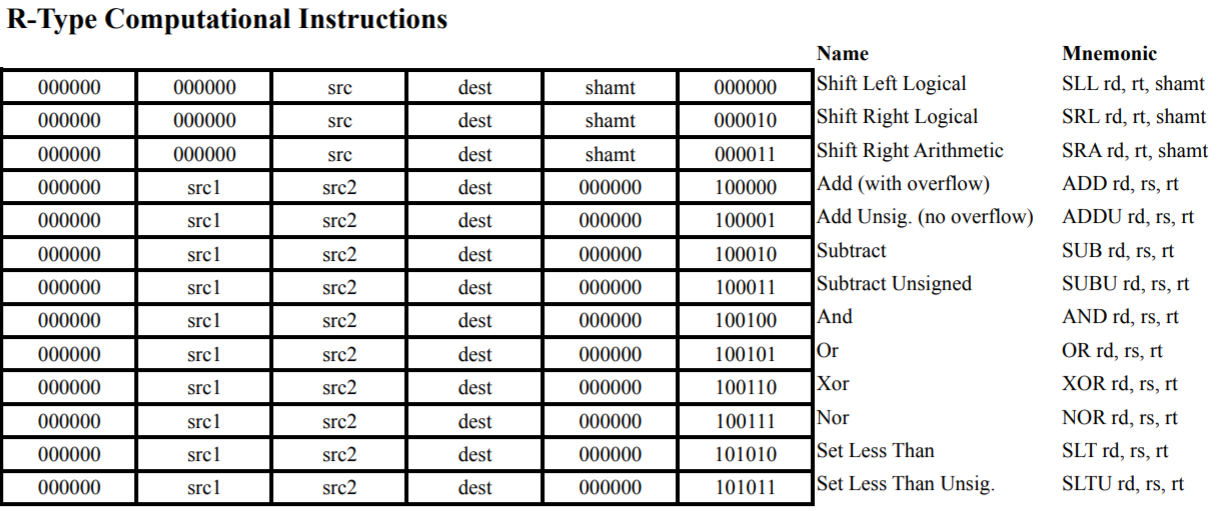 R-Type Computational Instructions
Name Mnemonic
000000 000000 src dest shamt 000000 Shift Left Logical SLL rd, rt, shamt
000000 000000 src dest shamt 000010 Shift Right Logical SRL rd, rt, shamt
000000 000000 src dest shamt 000011 Shift Right Arithmetic SRA rd, rt, shamt
000000 src1 src2 dest 000000 100000 Add (with overflow) ADD rd, rs, rt
000000 src1 src2 dest 000000 100001 Add Unsig. (no overflow) ADDU rd, rs, rt
000000 src1 src2 dest 000000 100010 Subtract SUB rd, rs, rt
000000 src1 src2 dest 000000 100011 Subtract Unsigned SUBU rd, rs, rt
000000 src1 src2 dest 000000 100100 And AND rd, rs, rt
000000 src1 src2 dest 000000 100101 Or OR rd, rs, rt
000000 src1 src2 dest 000000 100110 Xor XOR rd, rs, rt
000000 src1 src2 dest 000000 100111 Nor NOR rd, rs, rt
000000 src1 src2 dest 000000 101010 Set Less Than SLT rd, rs, rt
000000 src1 src2 dest 000000 101011 Set Less Than Unsig. SLTU rd, rs, rt